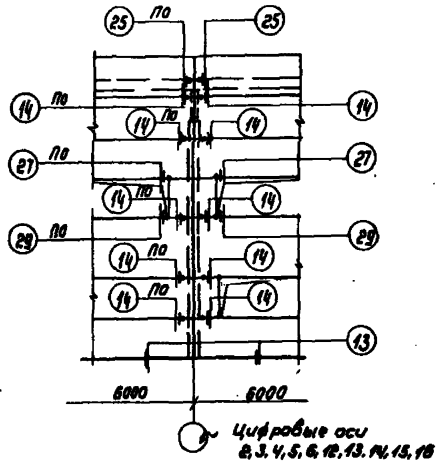 25 по 25
14 по 14
14 по 14
27 по 27
14 по 14
29 по 29
14 по 14
14 по 14
13
6000 6000
Цифровые оси
2, 3, 4, 5, 6, 12, 13, 14, 15, 16